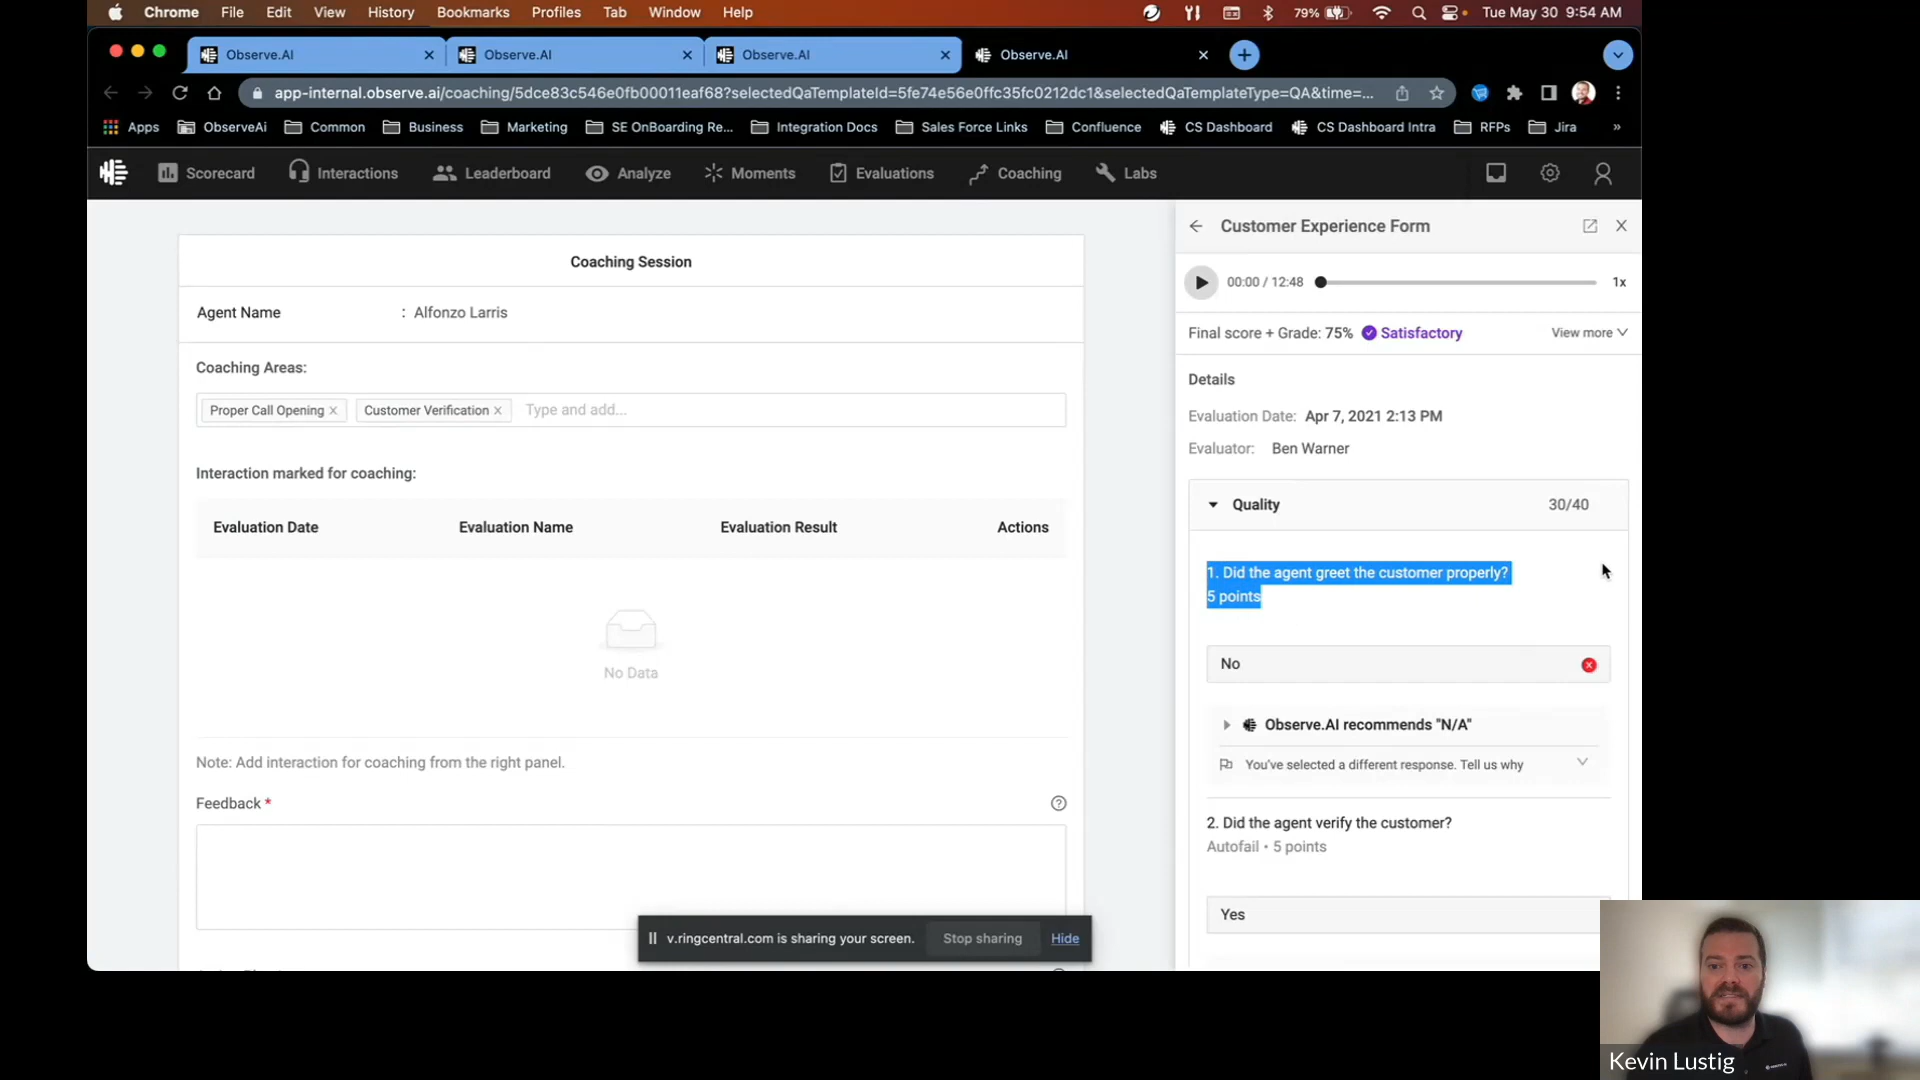 Chrome File Edit View History Bookmarks Profiles Tab Window Help 79% Tue May 30 9:54 AM
Observe.AI Observe.AI Observe.AI Observe.AI
app-internal.observe.ai/coaching/5dce83c546e0fb00011eaf68?selectedQaTemplateId=5fe74e56e0ffc35fc0212dc1&selectedQaTemplateType=QA&time=...
Apps ObserveAi Common Business Marketing SE OnBoarding Re... Integration Docs Sales Force Links Confluence CS Dashboard CS Dashboard Intra RFPs Jira »
Scorecard Interactions Leaderboard Analyze Moments Evaluations Coaching Labs
Coaching Session
Agent Name : Alfonzo Larris
Coaching Areas:
Proper Call Opening Customer Verification Type and add...
Interaction marked for coaching:
Evaluation Date Evaluation Name Evaluation Result Actions
No Data
Note: Add interaction for coaching from the right panel.
Feedback *
Customer Experience Form
00:00 / 12:48 1x
Final score + Grade: 75% Satisfactory View more
Details
Evaluation Date: Apr 7, 2021 2:13 PM
Evaluator: Ben Warner
Quality 30/40
1. Did the agent greet the customer properly?
5 points
No
Observe.AI recommends "N/A"
You've selected a different response. Tell us why
2. Did the agent verify the customer?
Autofail • 5 points
Yes
v.ringcentral.com is sharing your screen. Stop sharing Hide
Kevin Lustig